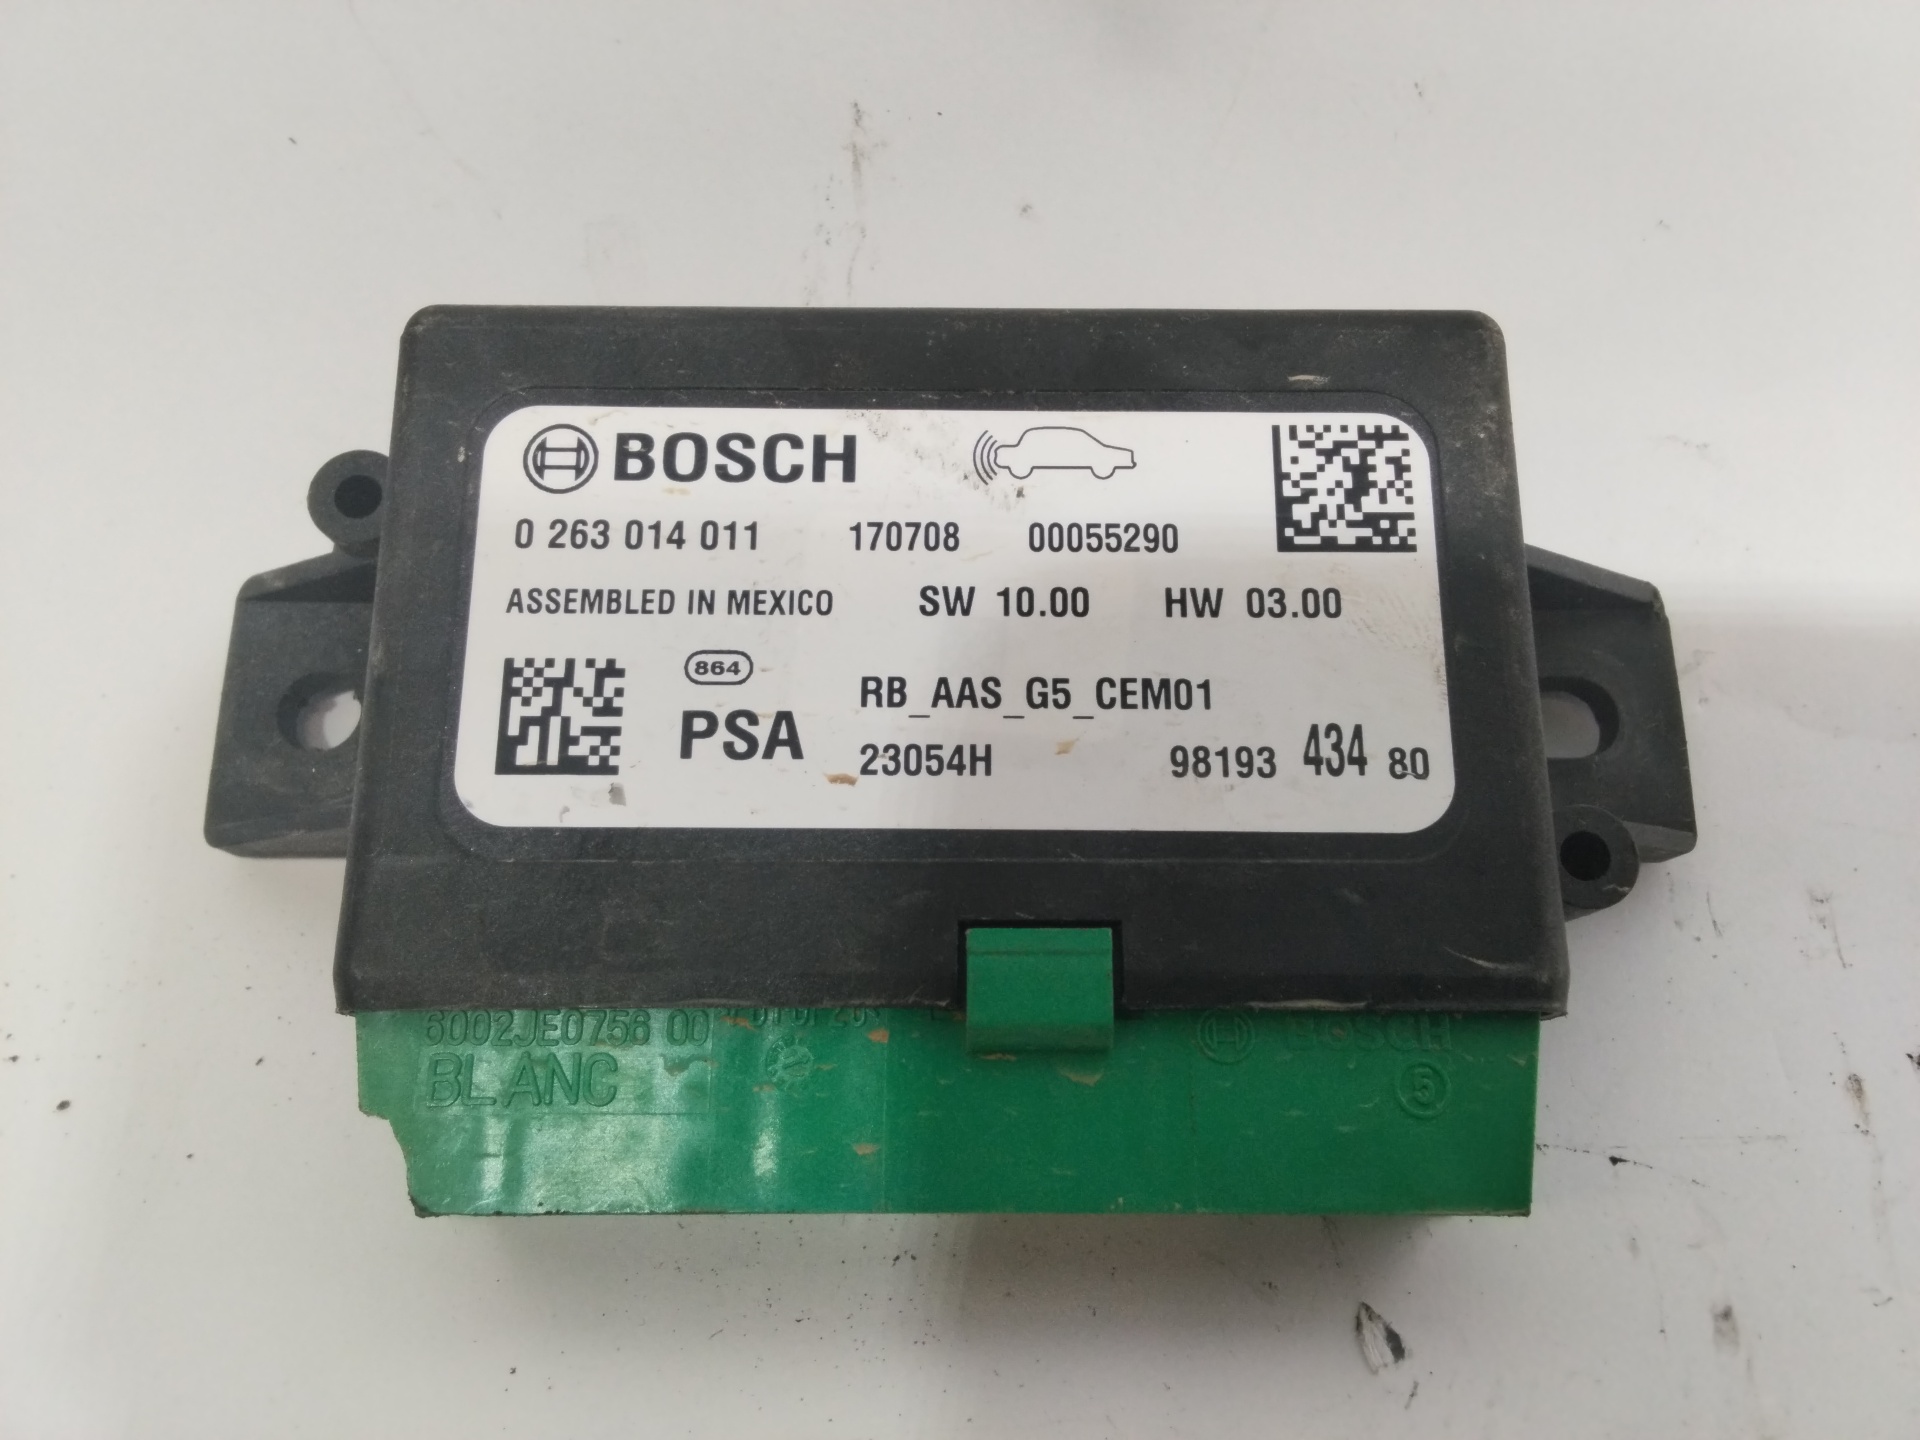 BOSCH
0 263 014 011 170708 00055290
ASSEMBLED IN MEXICO SW 10.00 HW 03.00
864
PSA
RB_AAS_G5_CEM01
23054H 98193 434 80
6002JE0756 00
BLANC
BOSCH
5